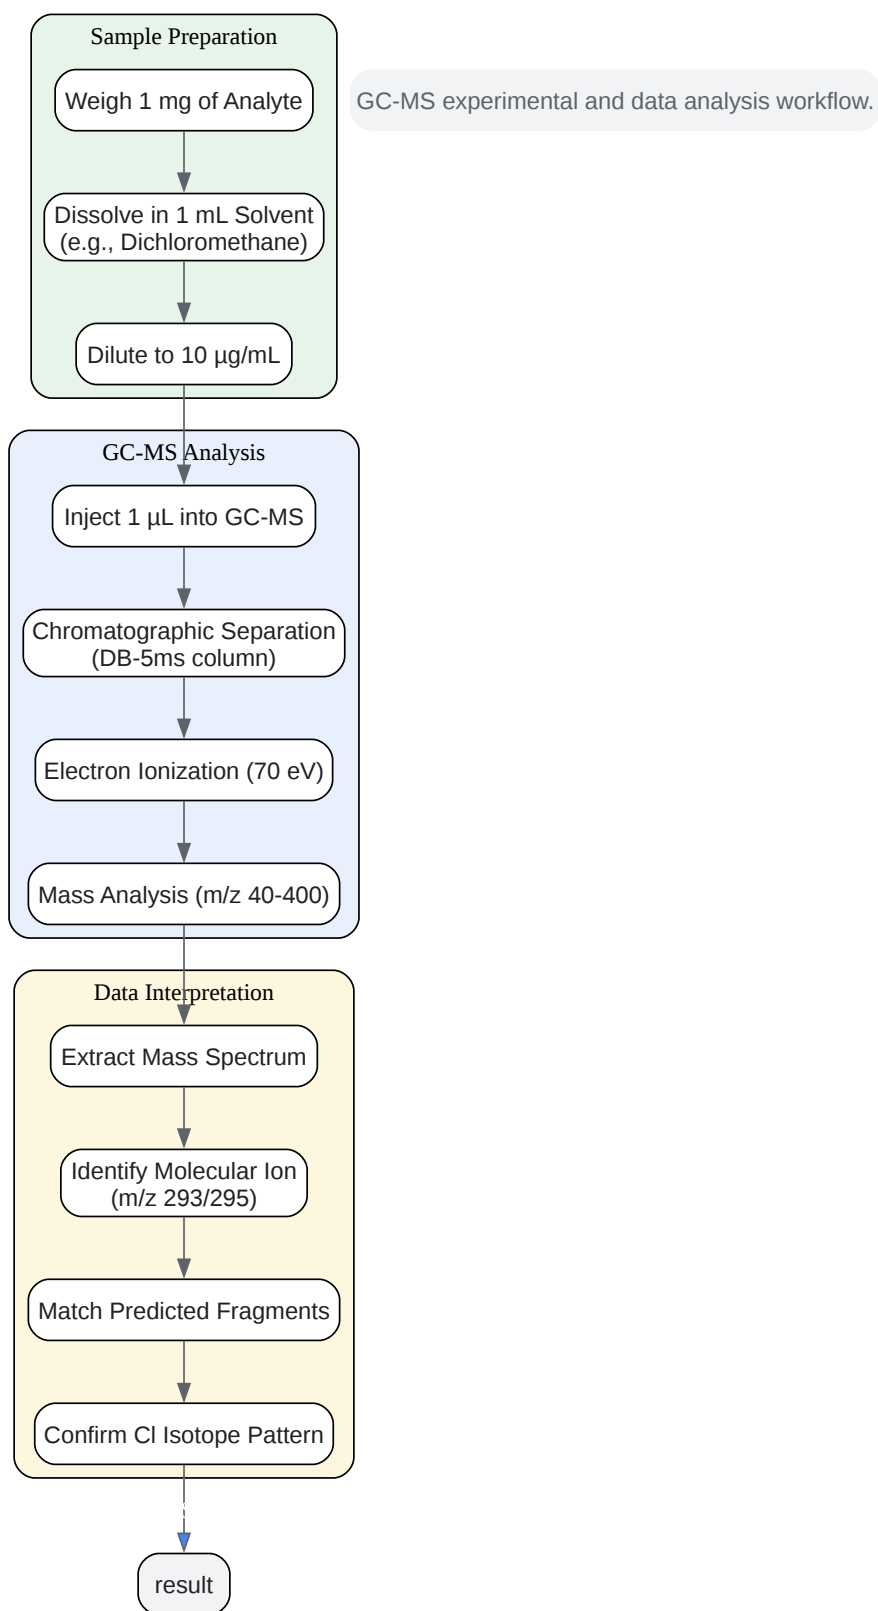 Sample Preparation
Weigh 1 mg of Analyte
GC-MS experimental and data analysis workflow.
Dissolve in 1 mL Solvent
(e.g., Dichloromethane)
Dilute to 10 µg/mL
GC-MS Analysis
Inject 1 µL into GC-MS
Chromatographic Separation
(DB-5ms column)
Electron Ionization (70 eV)
Mass Analysis (m/z 40-400)
Data Interpretation
Extract Mass Spectrum
Identify Molecular Ion
(m/z 293/295)
Match Predicted Fragments
Confirm Cl Isotope Pattern
result